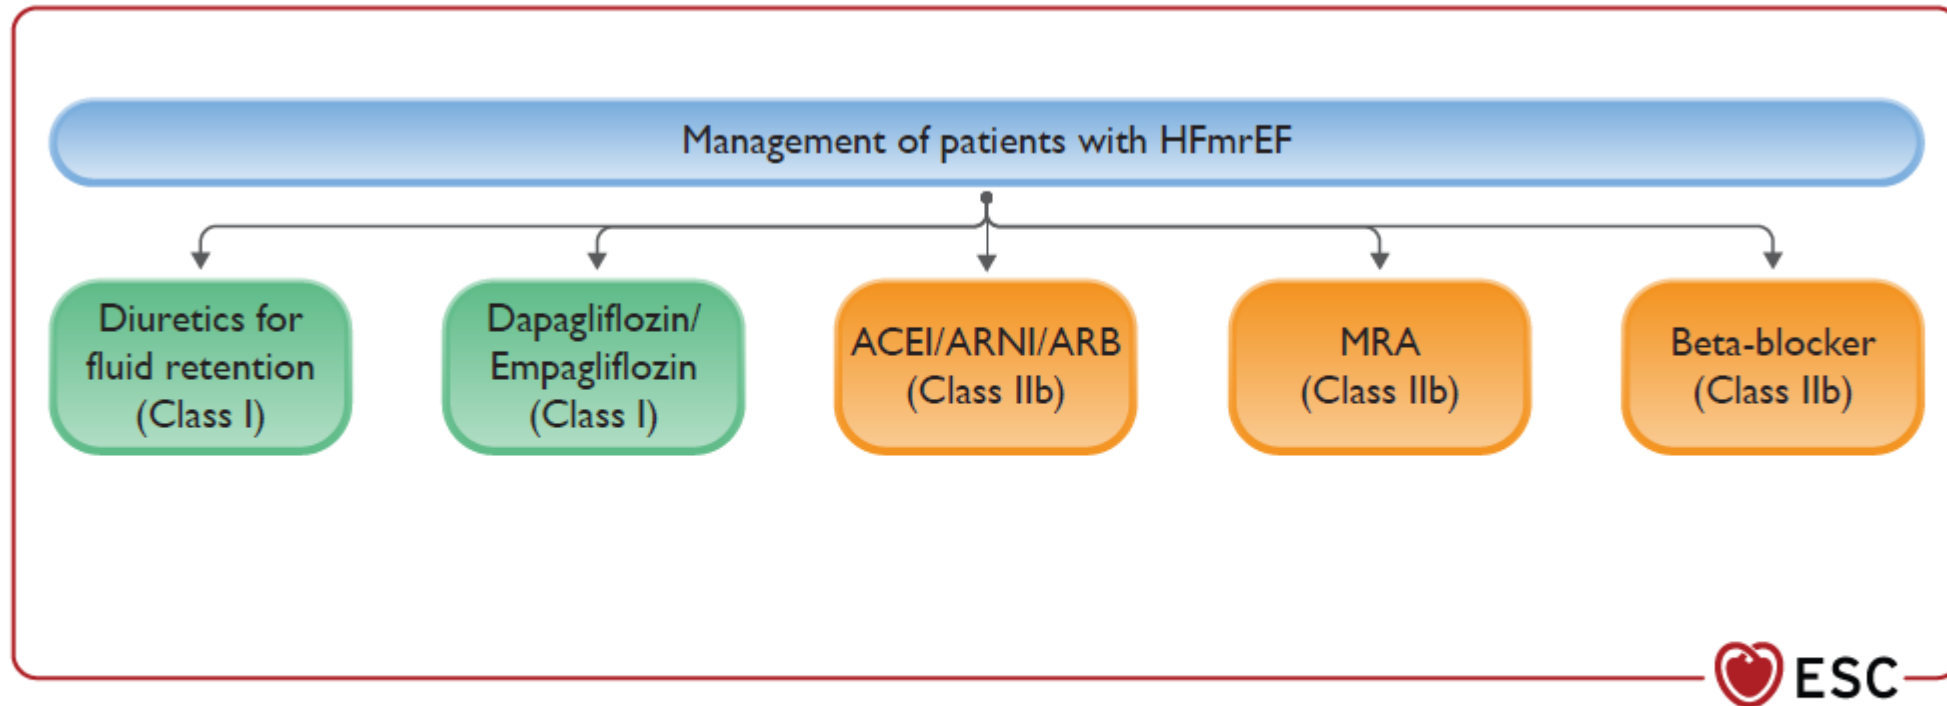 Management of patients with HFmrEF
Diuretics for
fluid retention
(Class I)
Dapagliflozin/
Empagliflozin
(Class I)
ACEI/ARNI/ARB
(Class IIb)
MRA
(Class IIb)
Beta-blocker
(Class IIb)
ESC